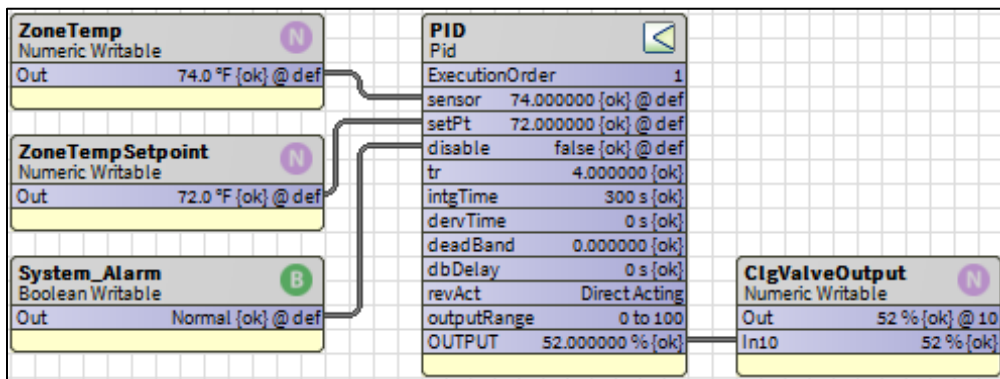 ZoneTemp
Numeric Writable
N
Out 74.0 °F {ok} @ def
ZoneTempSetpoint
Numeric Writable
N
Out 72.0 °F {ok} @ def
System_Alarm
Boolean Writable
B
Out Normal {ok} @ def
PID
Pid
ExecutionOrder 1
sensor 74.000000 {ok} @ def
setPt 72.000000 {ok} @ def
disable false {ok} @ def
tr 4.000000 {ok}
intgTime 300 s {ok}
dervTime 0 s {ok}
deadBand 0.000000 {ok}
dbDelay 0 s {ok}
revAct Direct Acting
outputRange 0 to 100
OUTPUT 52.000000 % {ok}
ClgValveOutput
Numeric Writable
N
Out 52 % {ok} @ 10
In10 52 % {ok}